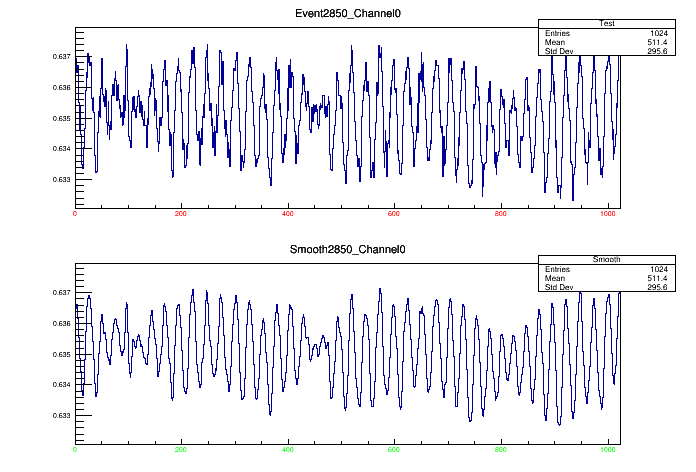 Event2850_Channel0
Test
Entries 1024
Mean 511.4
Std Dev 295.6
0.637
0.636
0.635
0.634
0.633
0 200 400 600 800 1000
Smooth2850_Channel0
Smooth
Entries 1024
Mean 511.4
Std Dev 295.6
0.637
0.636
0.635
0.634
0.633
0 200 400 600 800 1000